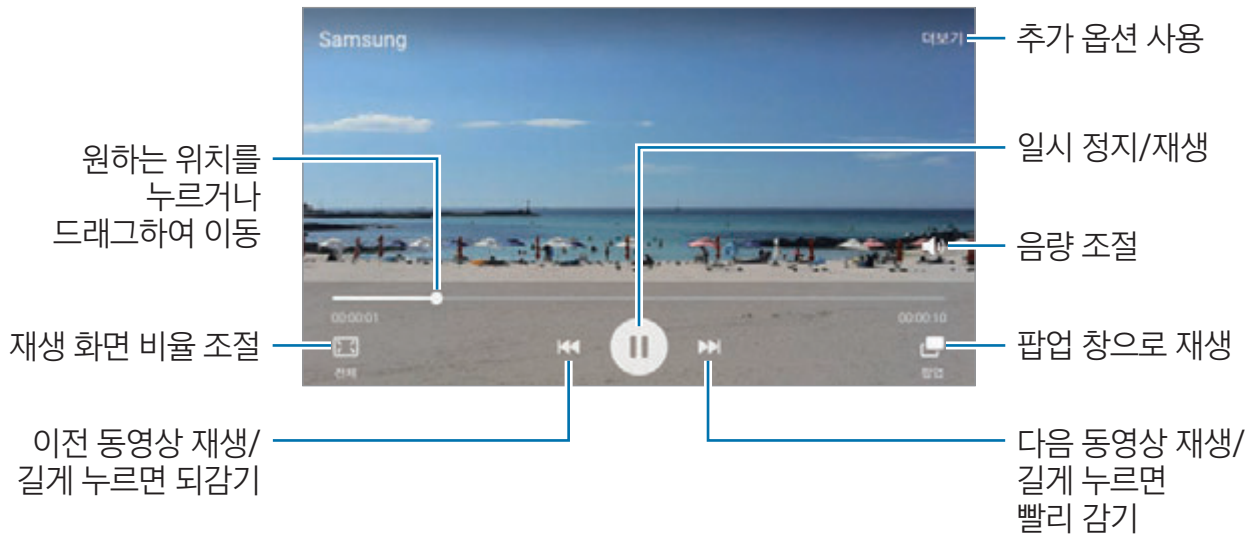 Samsung
더보기
추가 옵션 사용
원하는 위치를
누르거나
드래그하여 이동
일시 정지/재생
음량 조절
00:00:01
00:00:10
재생 화면 비율 조절
전체
팝업
팝업 창으로 재생
이전 동영상 재생/
길게 누르면 되감기
다음 동영상 재생/
길게 누르면
빨리 감기